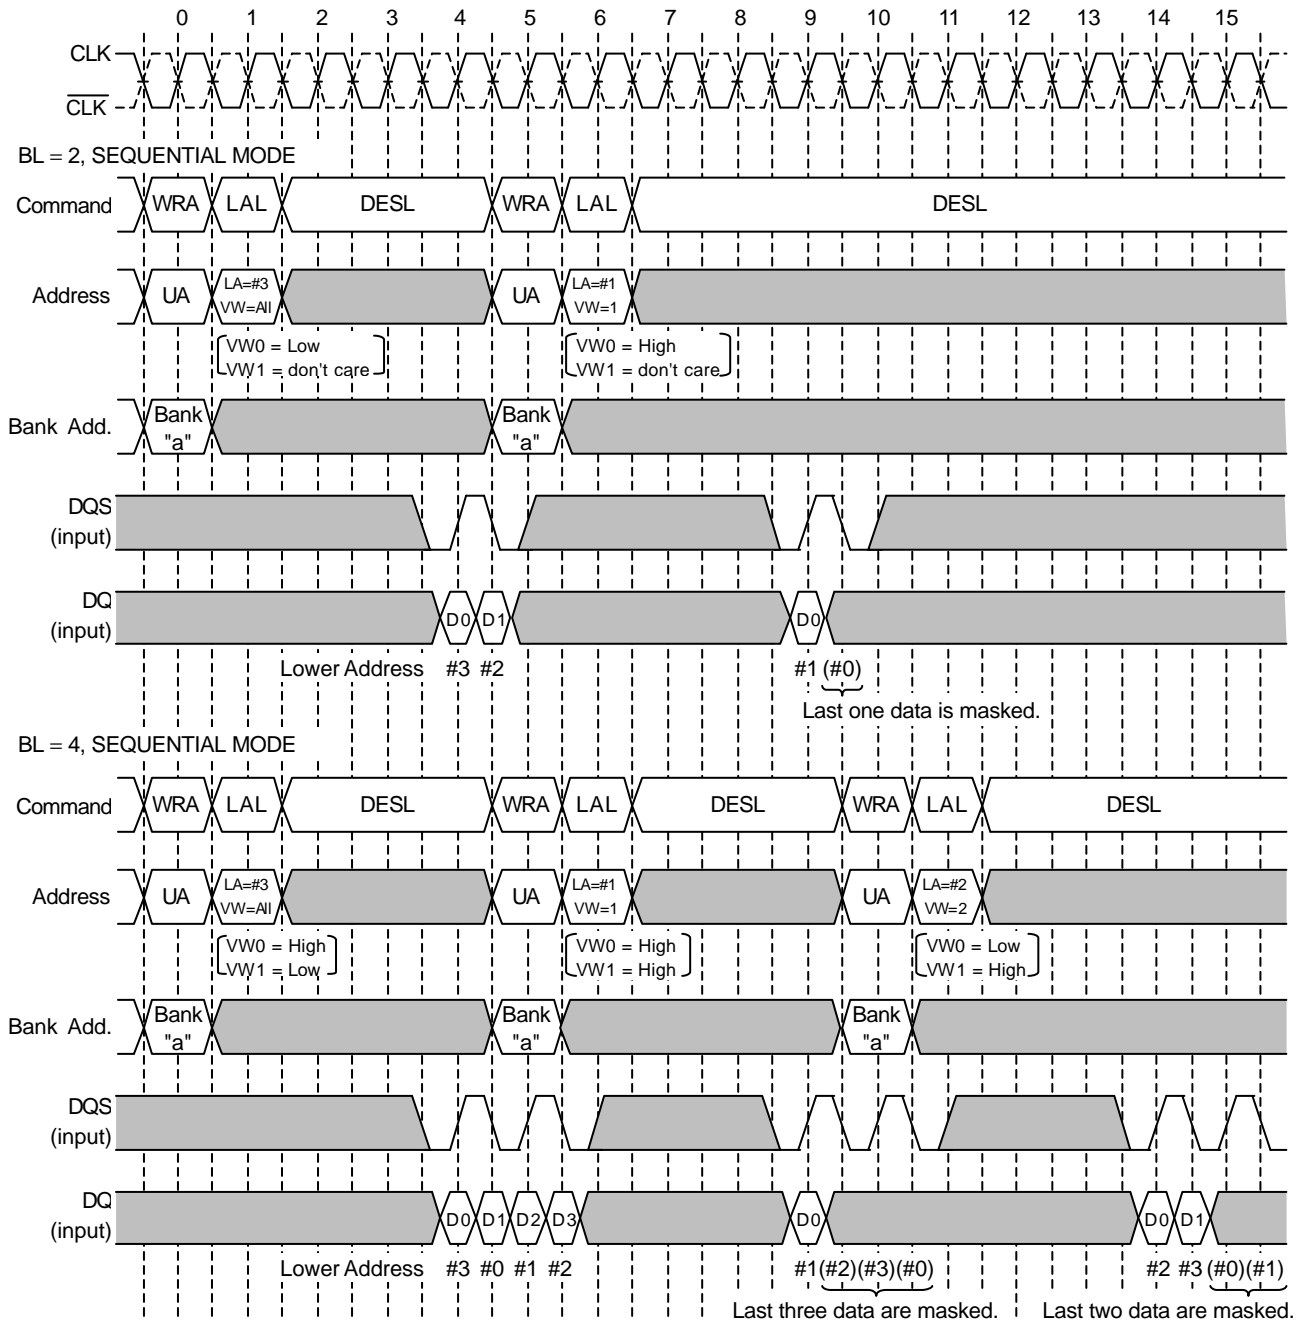 0 1 2 3 4 5 6 7 8 9 10 11 12 13 14 15
CLK
CLK
BL = 2, SEQUENTIAL MODE
Command WRA LAL DESL WRA LAL DESL
Address UA LA=#3 VW=All UA LA=#1 VW=1
VW0 = Low
VW1 = don't care
VW0 = High
VW1 = don't care
Bank Add. Bank "a" Bank "a"
DQS
(input)
DQ
(input)
D0 D1 D0
Lower Address #3 #2 #1 (#0)
Last one data is masked.
BL = 4, SEQUENTIAL MODE
Command WRA LAL DESL WRA LAL DESL WRA LAL DESL
Address UA LA=#3 VW=All UA LA=#1 VW=1 UA LA=#2 VW=2
VW0 = High
VW1 = Low
VW0 = High
VW1 = High
VW0 = Low
VW1 = High
Bank Add. Bank "a" Bank "a" Bank "a"
DQS
(input)
DQ
(input)
D0 D1 D2 D3 D0 D0 D1
Lower Address #3 #0 #1 #2 #1(#2)(#3)(#0) #2 #3 (#0)(#1)
Last three data are masked. Last two data are masked.